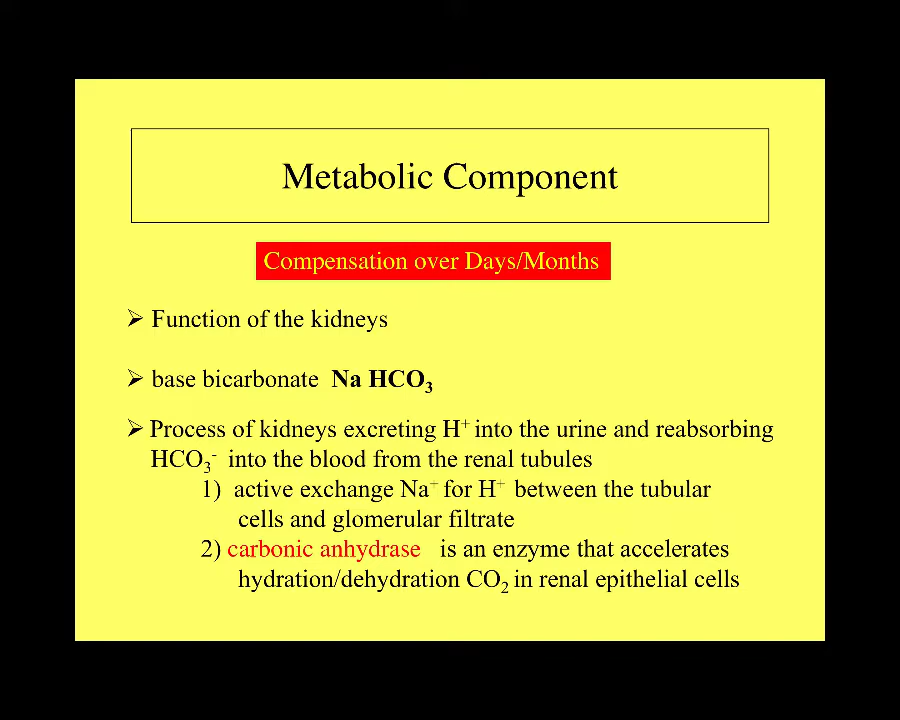 Metabolic Component
Compensation over Days/Months
➢ Function of the kidneys
➢ base bicarbonate Na HCO₃
➢ Process of kidneys excreting H⁺ into the urine and reabsorbing
HCO₃⁻ into the blood from the renal tubules
1) active exchange Na⁺ for H⁺ between the tubular
cells and glomerular filtrate
2) carbonic anhydrase is an enzyme that accelerates
hydration/dehydration CO₂ in renal epithelial cells